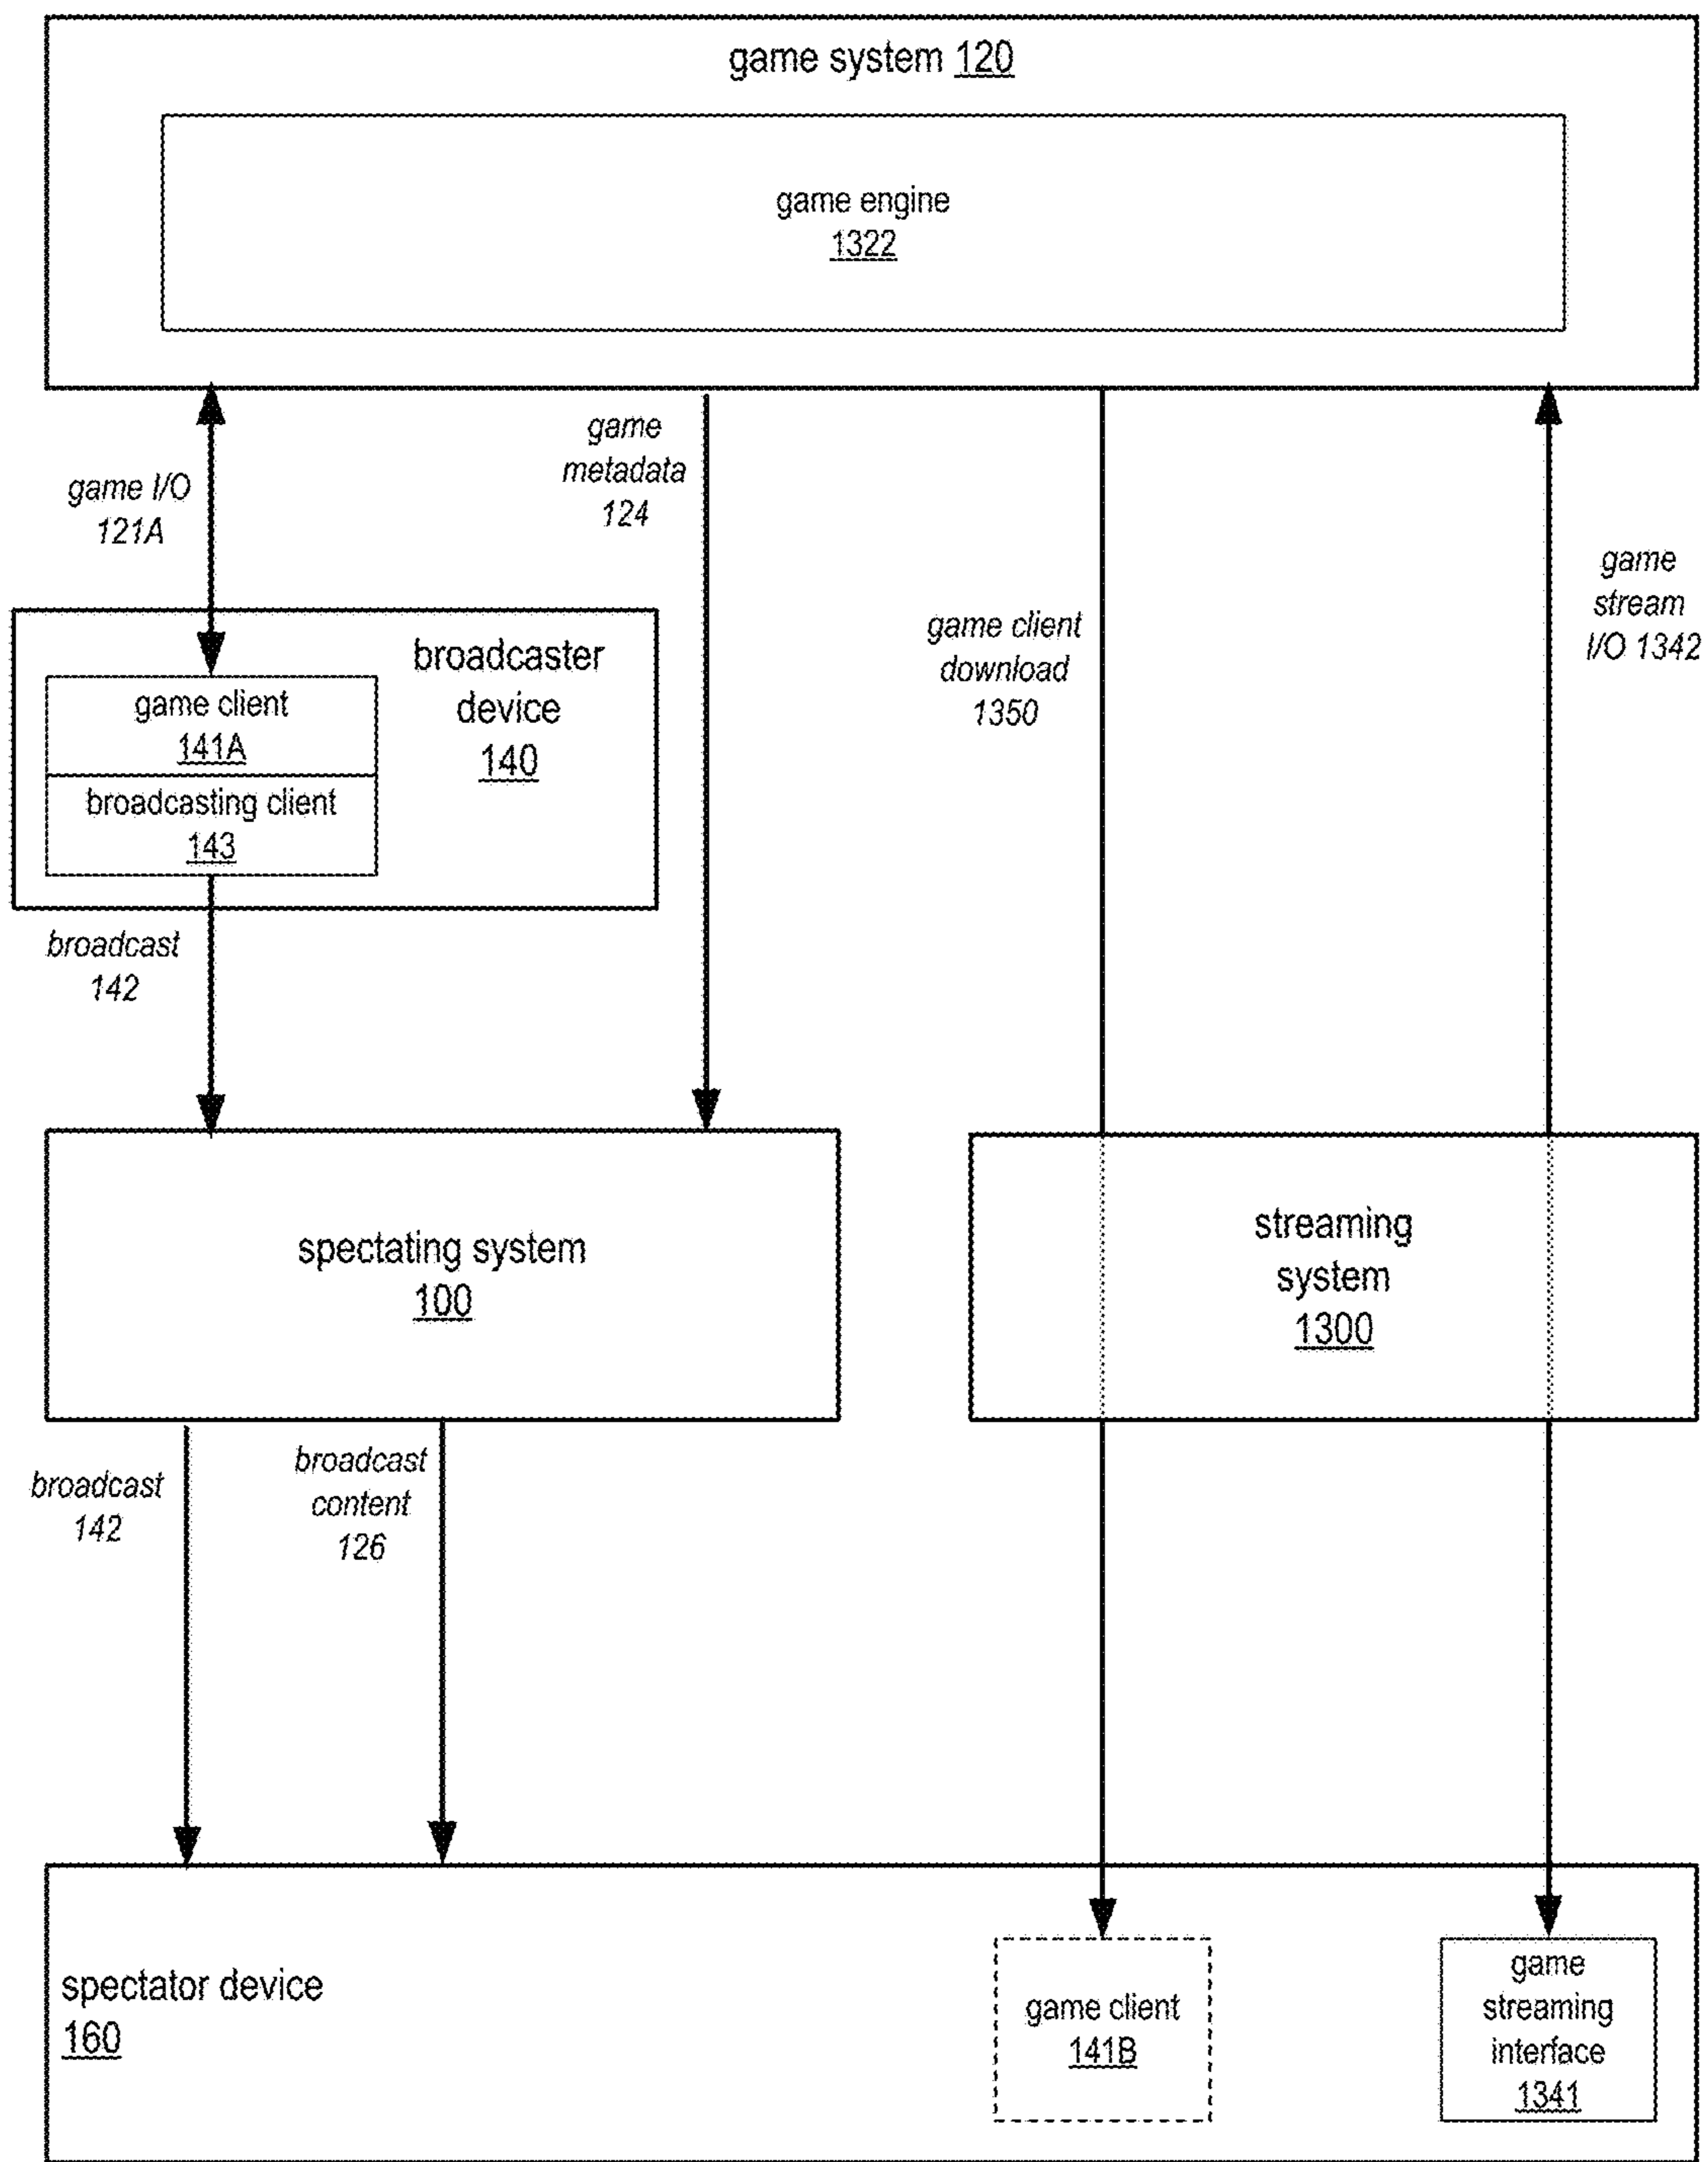 game system 120
game engine
1322
game I/O
121A
game
metadata
124
game client
download
1350
game
stream
I/O 1342
broadcaster
device
140
game client
141A
broadcasting client
143
broadcast
142
spectating system
100
streaming
system
1300
broadcast
142
broadcast
content
126
spectator device
160
game client
141B
game
streaming
interface
1341